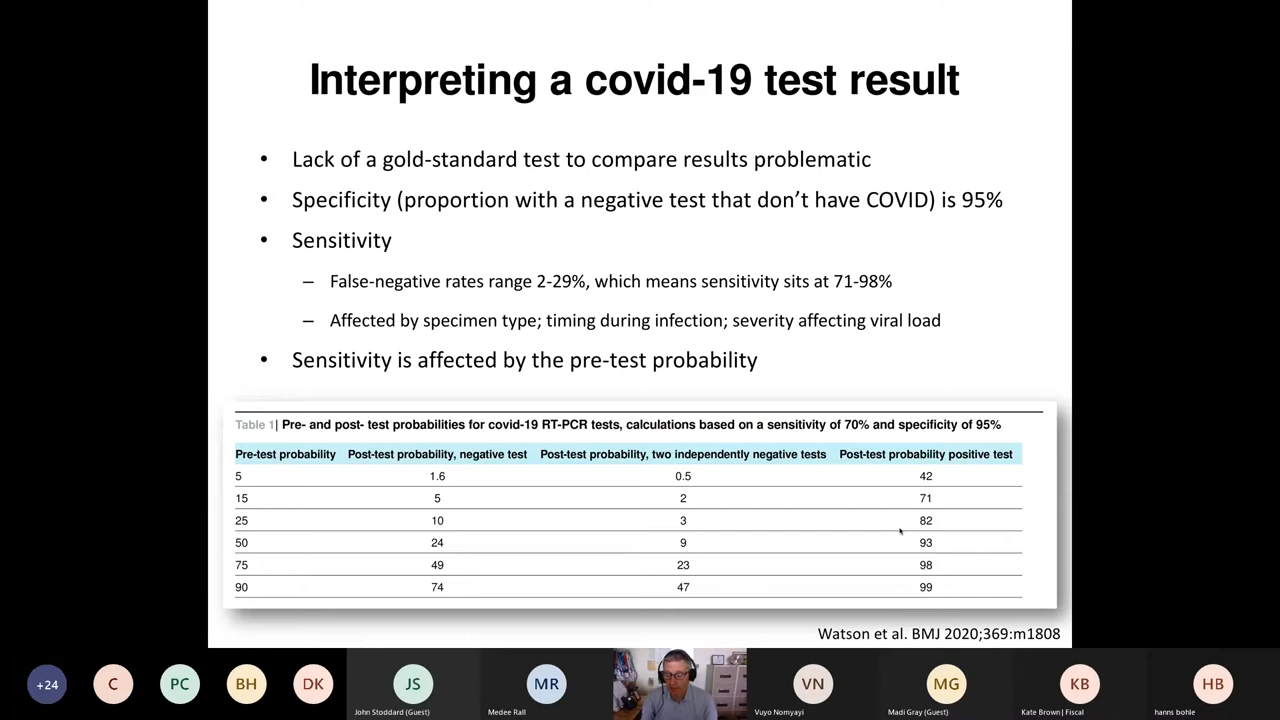 Interpreting a covid-19 test result
• Lack of a gold-standard test to compare results problematic
• Specificity (proportion with a negative test that don’t have COVID) is 95%
• Sensitivity
– False-negative rates range 2-29%, which means sensitivity sits at 71-98%
– Affected by specimen type; timing during infection; severity affecting viral load
• Sensitivity is affected by the pre-test probability
Table 1| Pre- and post- test probabilities for covid-19 RT-PCR tests, calculations based on a sensitivity of 70% and specificity of 95%
Pre-test probability Post-test probability, negative test Post-test probability, two independently negative tests Post-test probability positive test
5 1.6 0.5 42
15 5 2 71
25 10 3 82
50 24 9 93
75 49 23 98
90 74 47 99
Watson et al. BMJ 2020;369:m1808
+24 C PC BH DK JS MR VN MG KB HB
John Stoddard (Guest) Medee Rall Vuyo Nomyayi Madi Gray (Guest) Kate Brown | Fiscal hanns bohle